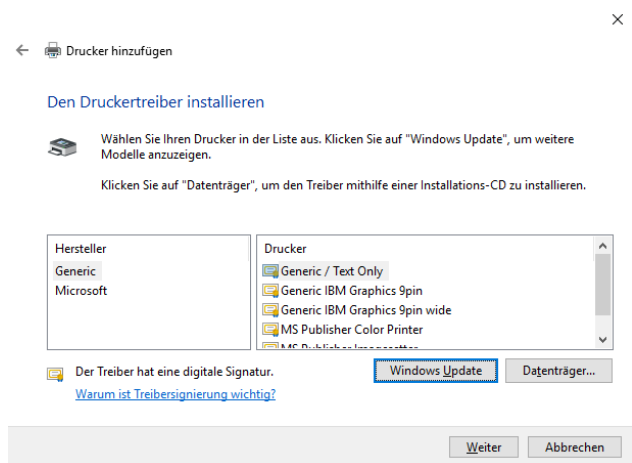 Drucker hinzufügen
Den Druckertreiber installieren
Wählen Sie Ihren Drucker in der Liste aus. Klicken Sie auf "Windows Update", um weitere
Modelle anzuzeigen.
Klicken Sie auf "Datenträger", um den Treiber mithilfe einer Installations-CD zu installieren.
Hersteller
Generic
Microsoft
Drucker
Generic / Text Only
Generic IBM Graphics 9pin
Generic IBM Graphics 9pin wide
MS Publisher Color Printer
MS Publisher Imagesetter
Der Treiber hat eine digitale Signatur.
Warum ist Treibersignierung wichtig?
Windows Update
Datenträger...
Weiter
Abbrechen